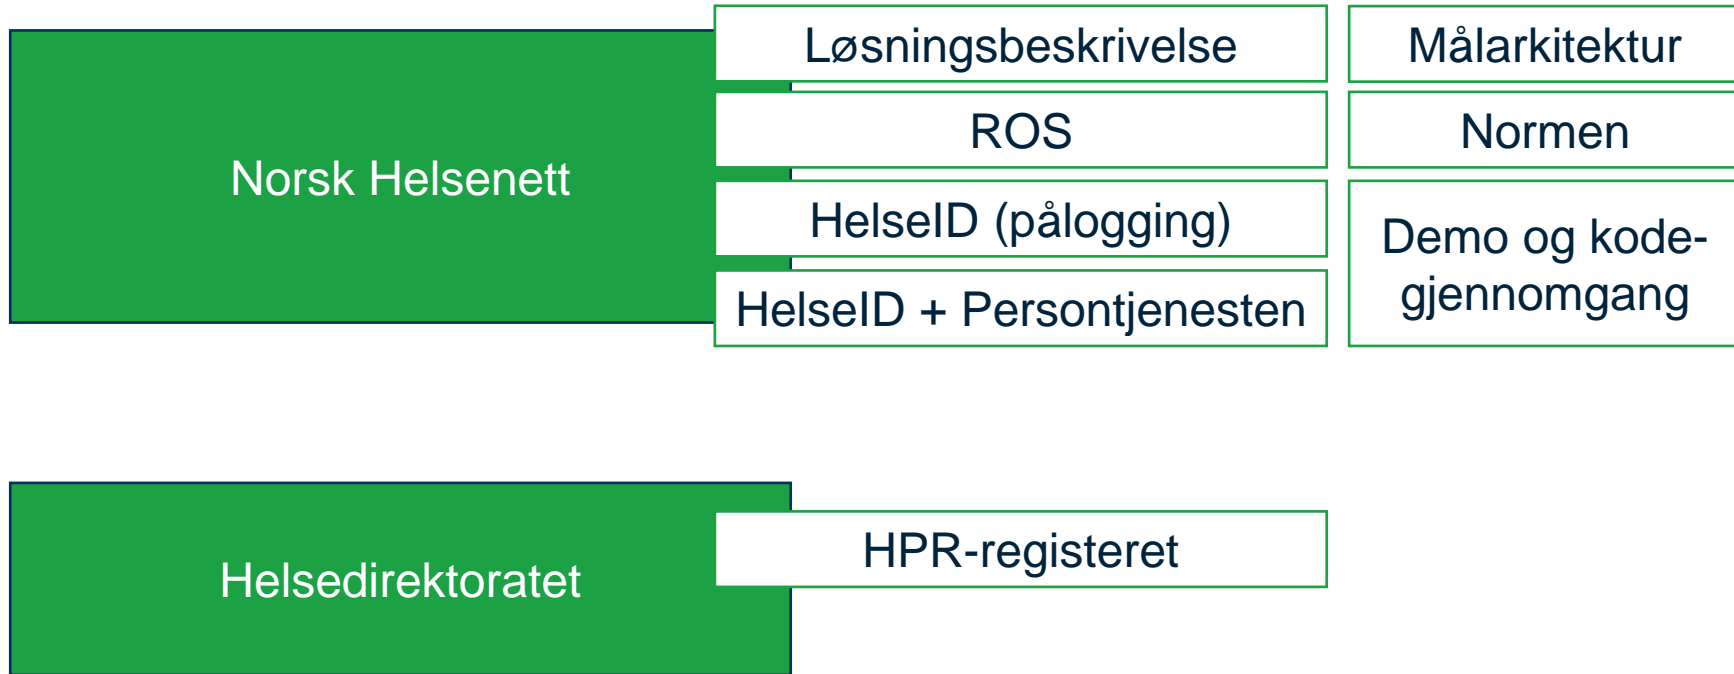 Norsk Helsenett
Løsningsbeskrivelse
Målarkitektur
ROS
Normen
HelseID (pålogging)
HelseID + Persontjenesten
Demo og kode-
gjennomgang
Helsedirektoratet
HPR-registeret